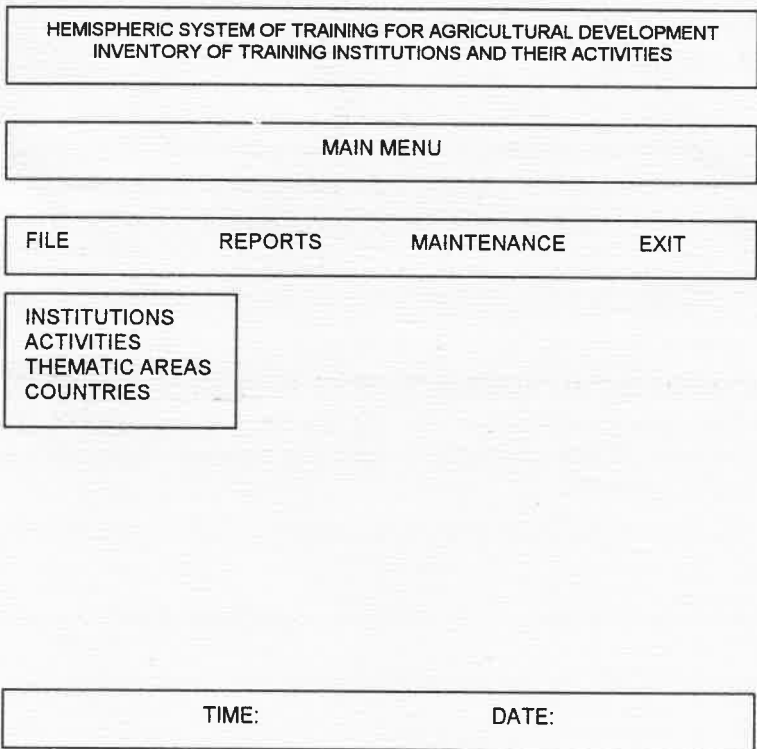 HEMISPHERIC SYSTEM OF TRAINING FOR AGRICULTURAL DEVELOPMENT
INVENTORY OF TRAINING INSTITUTIONS AND THEIR ACTIVITIES
MAIN MENU
FILE REPORTS MAINTENANCE EXIT
INSTITUTIONS
ACTIVITIES
THEMATIC AREAS
COUNTRIES
TIME: DATE: